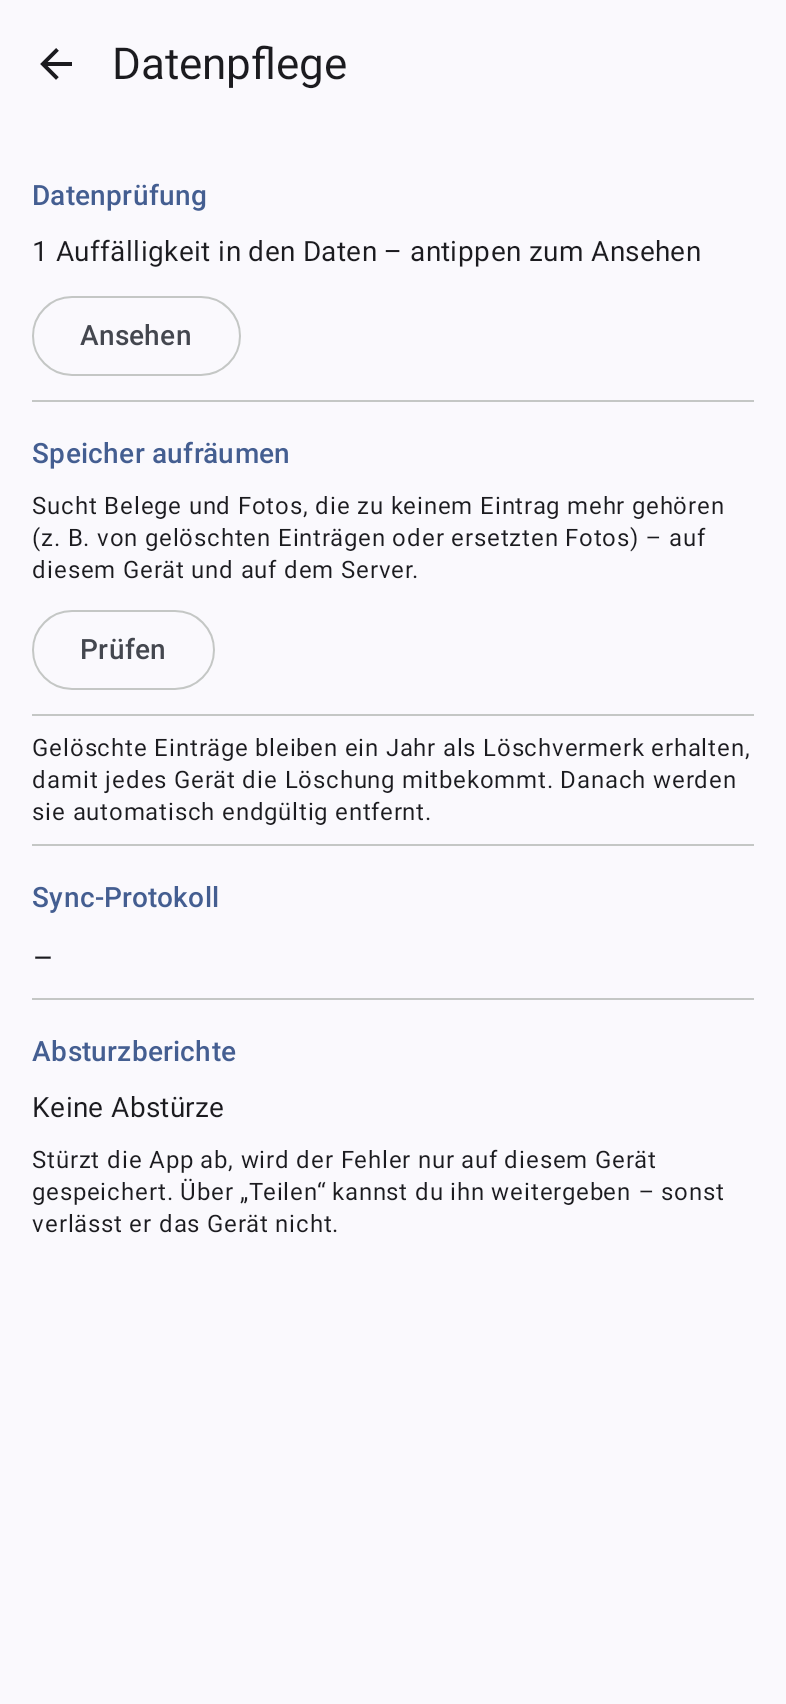 Datenpflege
Datenprüfung
1 Auffälligkeit in den Daten – antippen zum Ansehen
Ansehen
Speicher aufräumen
Sucht Belege und Fotos, die zu keinem Eintrag mehr gehören
(z. B. von gelöschten Einträgen oder ersetzten Fotos) – auf
diesem Gerät und auf dem Server.
Prüfen
Gelöschte Einträge bleiben ein Jahr als Löschvermerk erhalten,
damit jedes Gerät die Löschung mitbekommt. Danach werden
sie automatisch endgültig entfernt.
Sync-Protokoll
–
Absturzberichte
Keine Abstürze
Stürzt die App ab, wird der Fehler nur auf diesem Gerät
gespeichert. Über „Teilen“ kannst du ihn weitergeben – sonst
verlässt er das Gerät nicht.